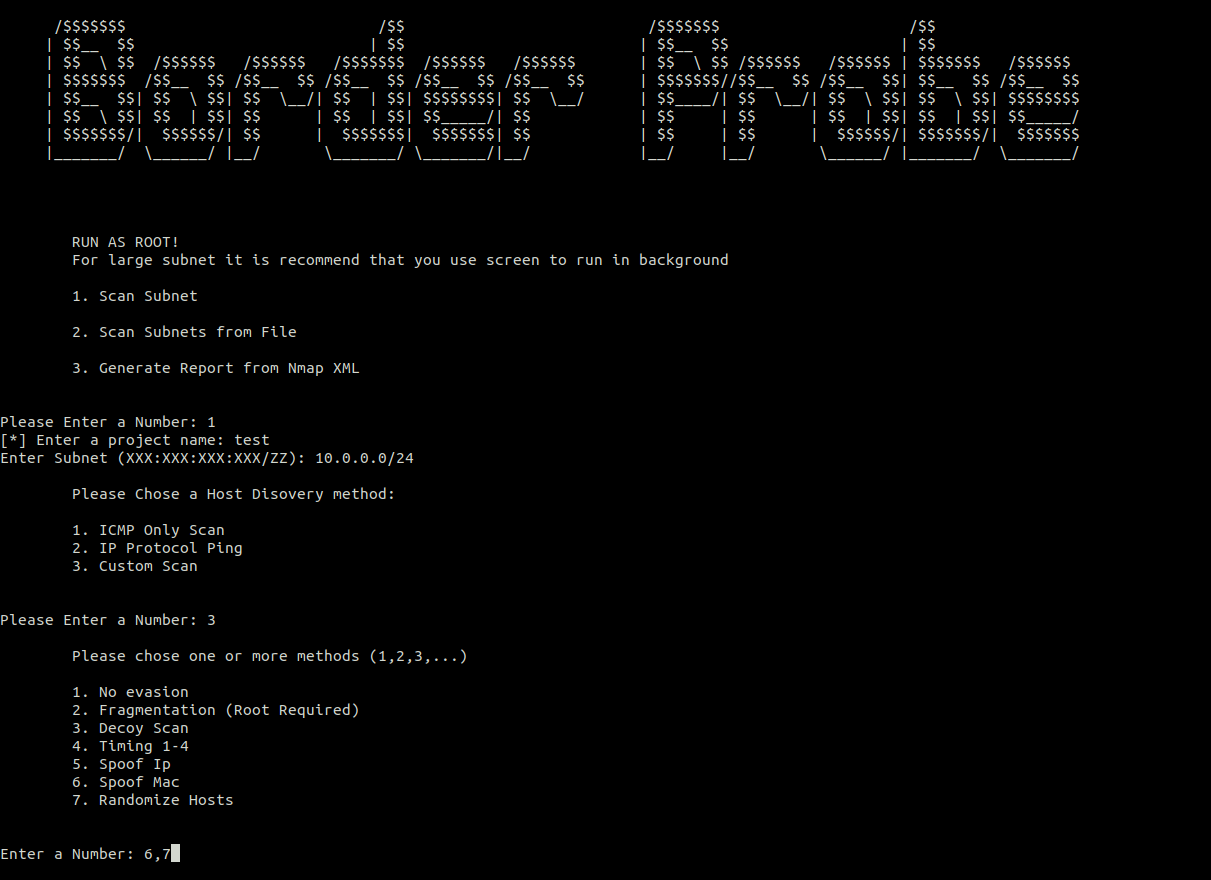 Border Probe
RUN AS ROOT!
For large subnet it is recommend that you use screen to run in background
1. Scan Subnet
2. Scan Subnets from File
3. Generate Report from Nmap XML
Please Enter a Number: 1
[*] Enter a project name: test
Enter Subnet (XXX:XXX:XXX:XXX/ZZ): 10.0.0.0/24
Please Chose a Host Disovery method:
1. ICMP Only Scan
2. IP Protocol Ping
3. Custom Scan
Please Enter a Number: 3
Please chose one or more methods (1,2,3,...)
1. No evasion
2. Fragmentation (Root Required)
3. Decoy Scan
4. Timing 1-4
5. Spoof Ip
6. Spoof Mac
7. Randomize Hosts
Enter a Number: 6,7